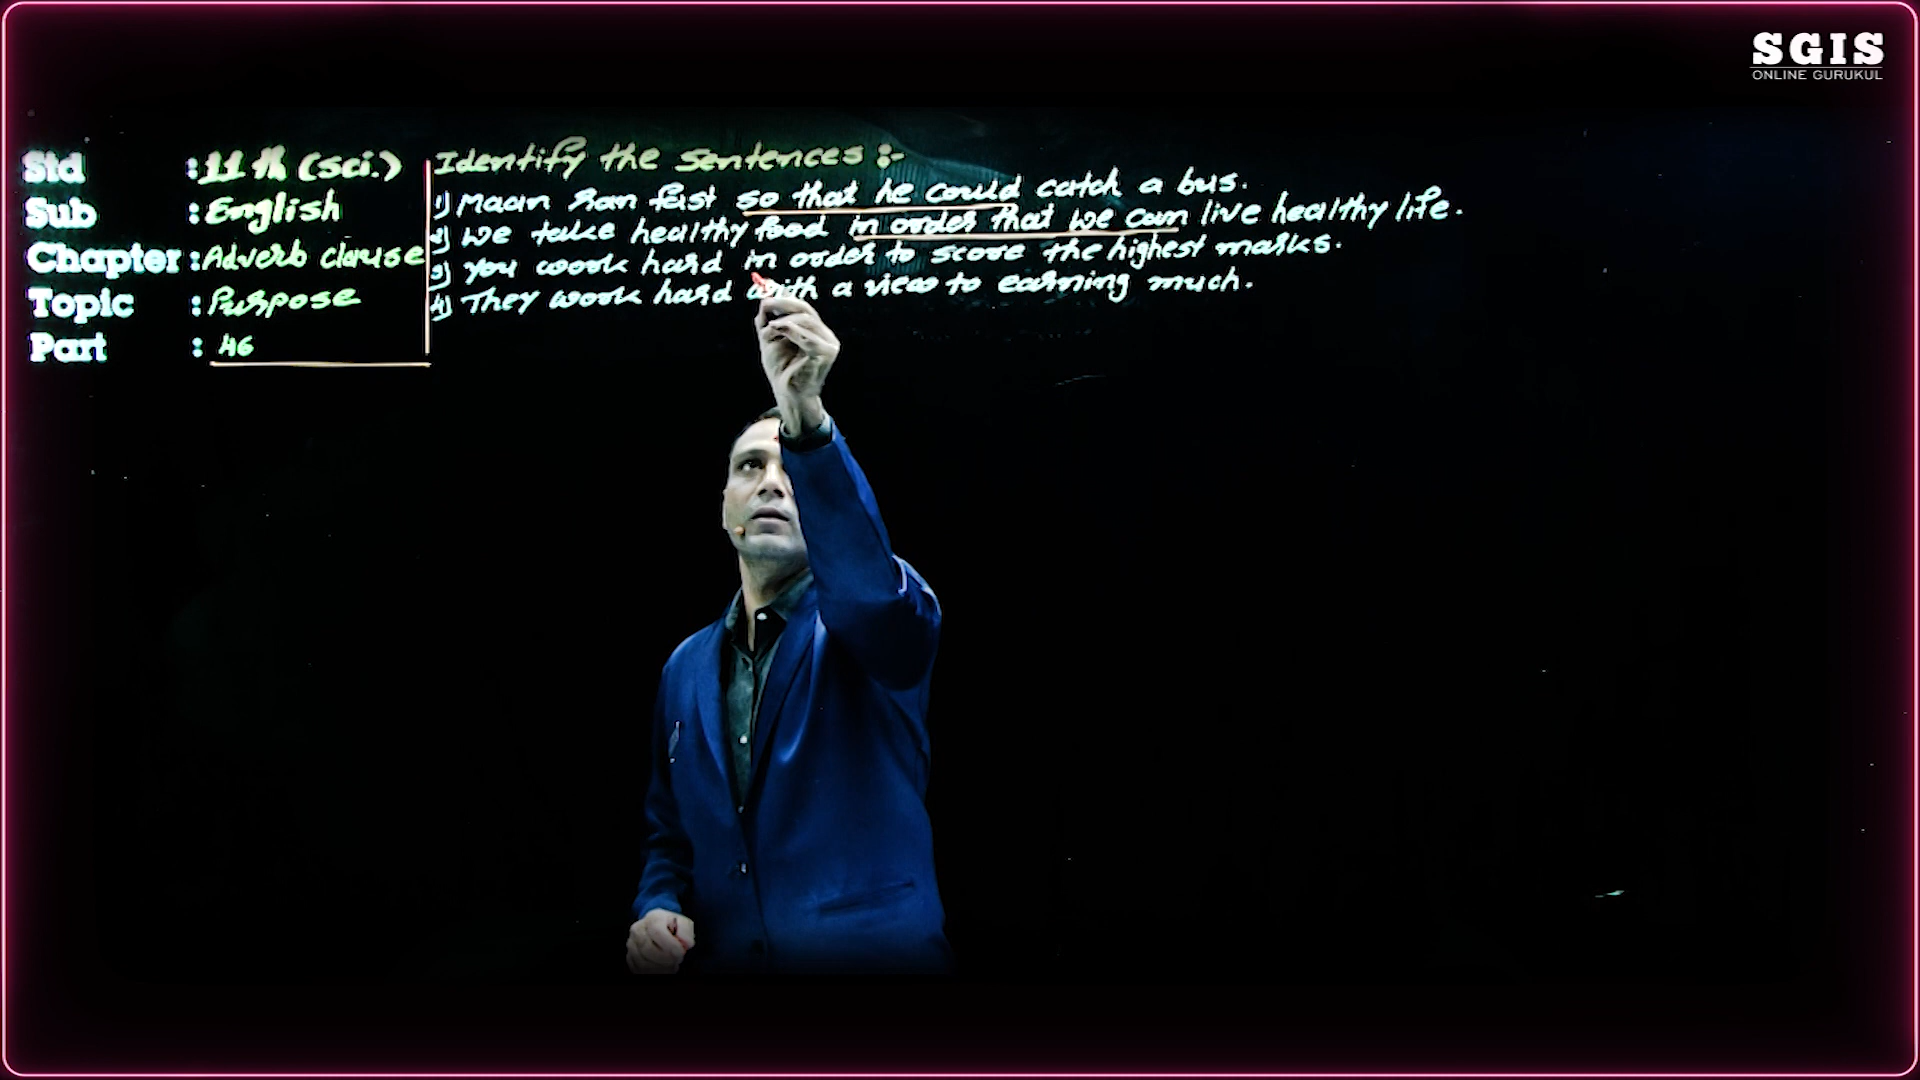 SGIS
ONLINE GURUKUL
Std : 11th (sci.)
Sub : English
Chapter : Adverb clause
Topic : Purpose
Part : 46
Identify the sentences :-
1) Maan ran fast so that he could catch a bus.
2) We take healthy food in order that we can live healthy life.
3) You work hard in order to score the highest marks.
4) They work hard with a view to earning much.